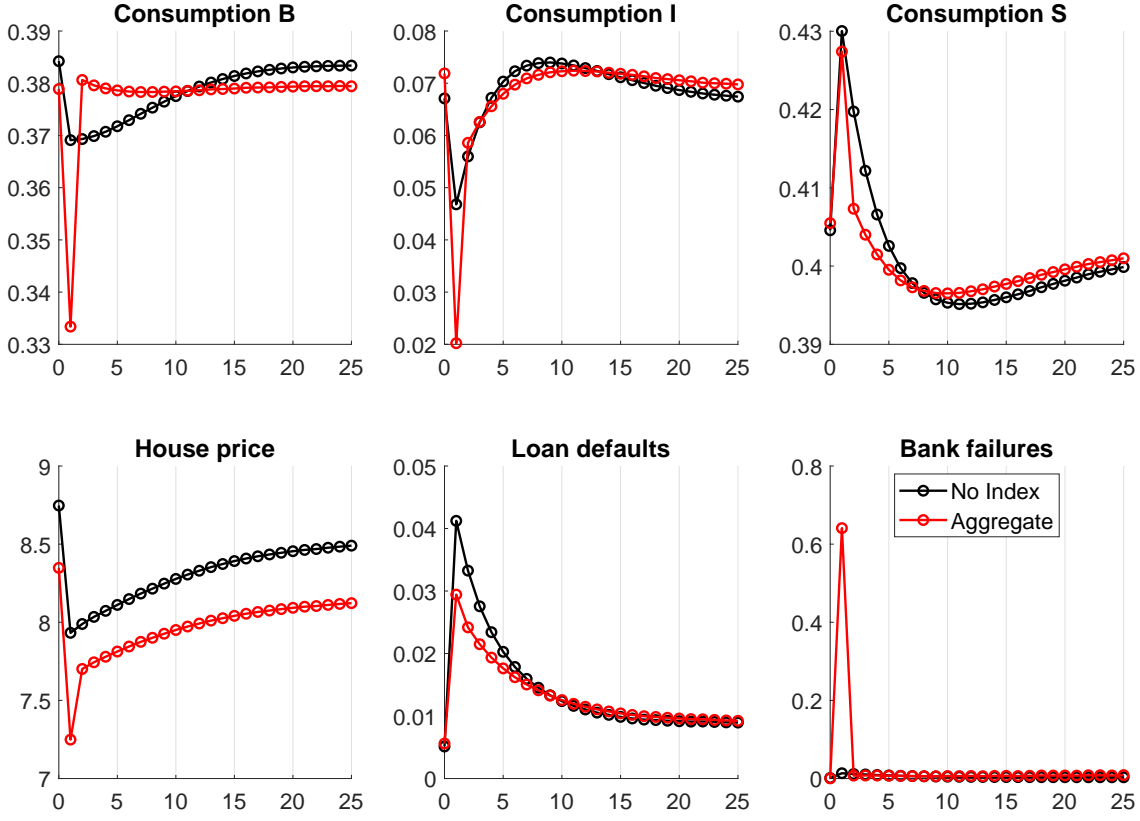 Consumption B
Consumption I
Consumption S
0.39
0.38
0.37
0.36
0.35
0.34
0.33
0 5 10 15 20 25
0.08
0.07
0.06
0.05
0.04
0.03
0.02
0 5 10 15 20 25
0.43
0.42
0.41
0.4
0.39
0 5 10 15 20 25
House price
Loan defaults
Bank failures
9
8.5
8
7.5
7
0 5 10 15 20 25
0.05
0.04
0.03
0.02
0.01
0
0 5 10 15 20 25
0.8
0.6
0.4
0.2
0
0 5 10 15 20 25
No Index
Aggregate